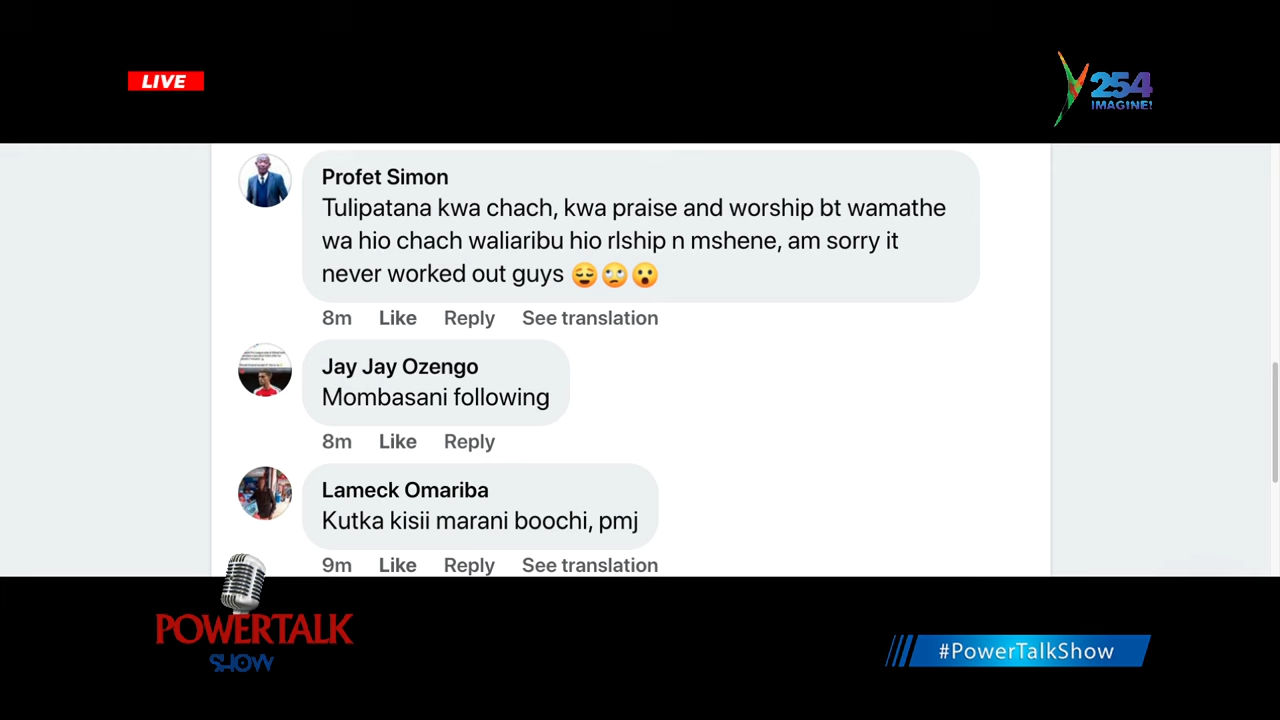 LIVE
254
IMAGINE!
Profet Simon
Tulipatana kwa chach, kwa praise and worship bt wamathe
wa hio chach waliaribu hio rlship n mshene, am sorry it
never worked out guys 😌🙄😮
8m Like Reply See translation
Jay Jay Ozengo
Mombasani following
8m Like Reply
Lameck Omariba
Kutka kisii marani boochi, pmj
9m Like Reply See translation
POWERTALK
SHOW
#PowerTalkShow